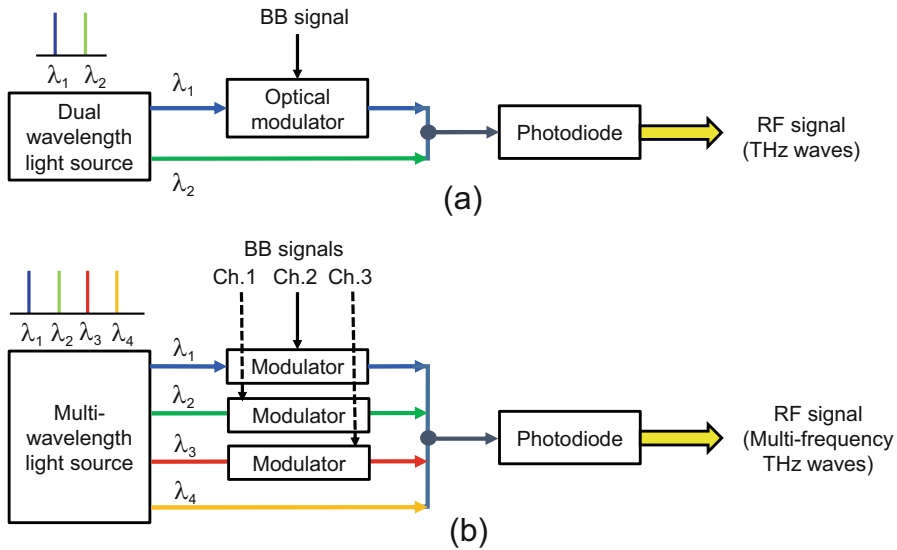 BB signal
λ1 λ2
λ1
Dual
wavelength
light source
Optical
modulator
Photodiode
RF signal
(THz waves)
λ2
(a)
BB signals
Ch.1 Ch.2 Ch.3
λ1 λ2 λ3 λ4
λ1
Modulator
λ2
Modulator
Multi-
wavelength
light source
λ3
Modulator
λ4
Photodiode
RF signal
(Multi-frequency
THz waves)
(b)